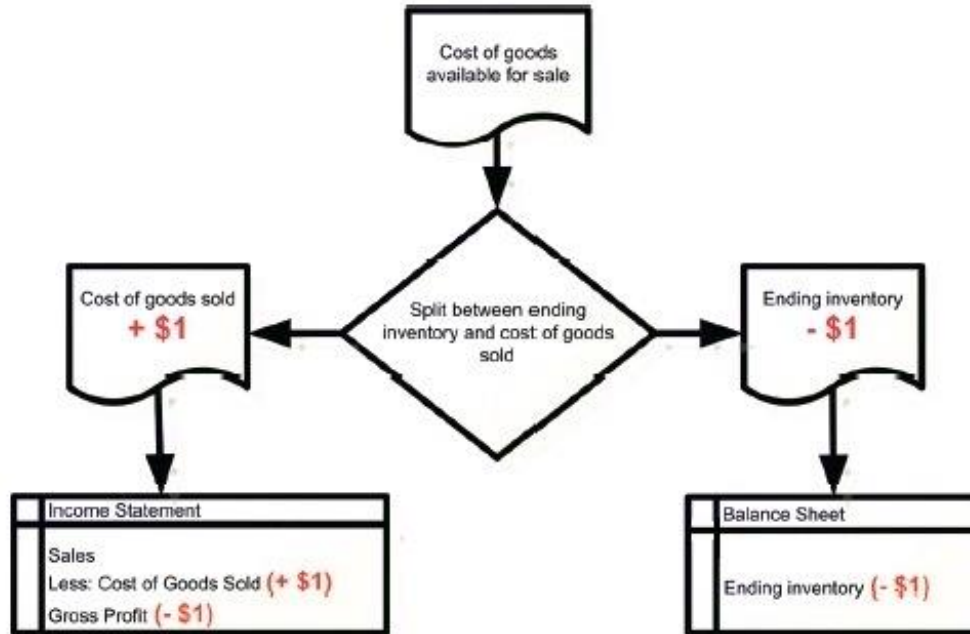 Cost of goods
available for sale
Cost of goods sold
+ $1
Split between ending
inventory and cost of goods
sold
Ending inventory
- $1
Income Statement
Sales
Less: Cost of Goods Sold (+ $1)
Gross Profit (- $1)
Balance Sheet
Ending inventory (- $1)